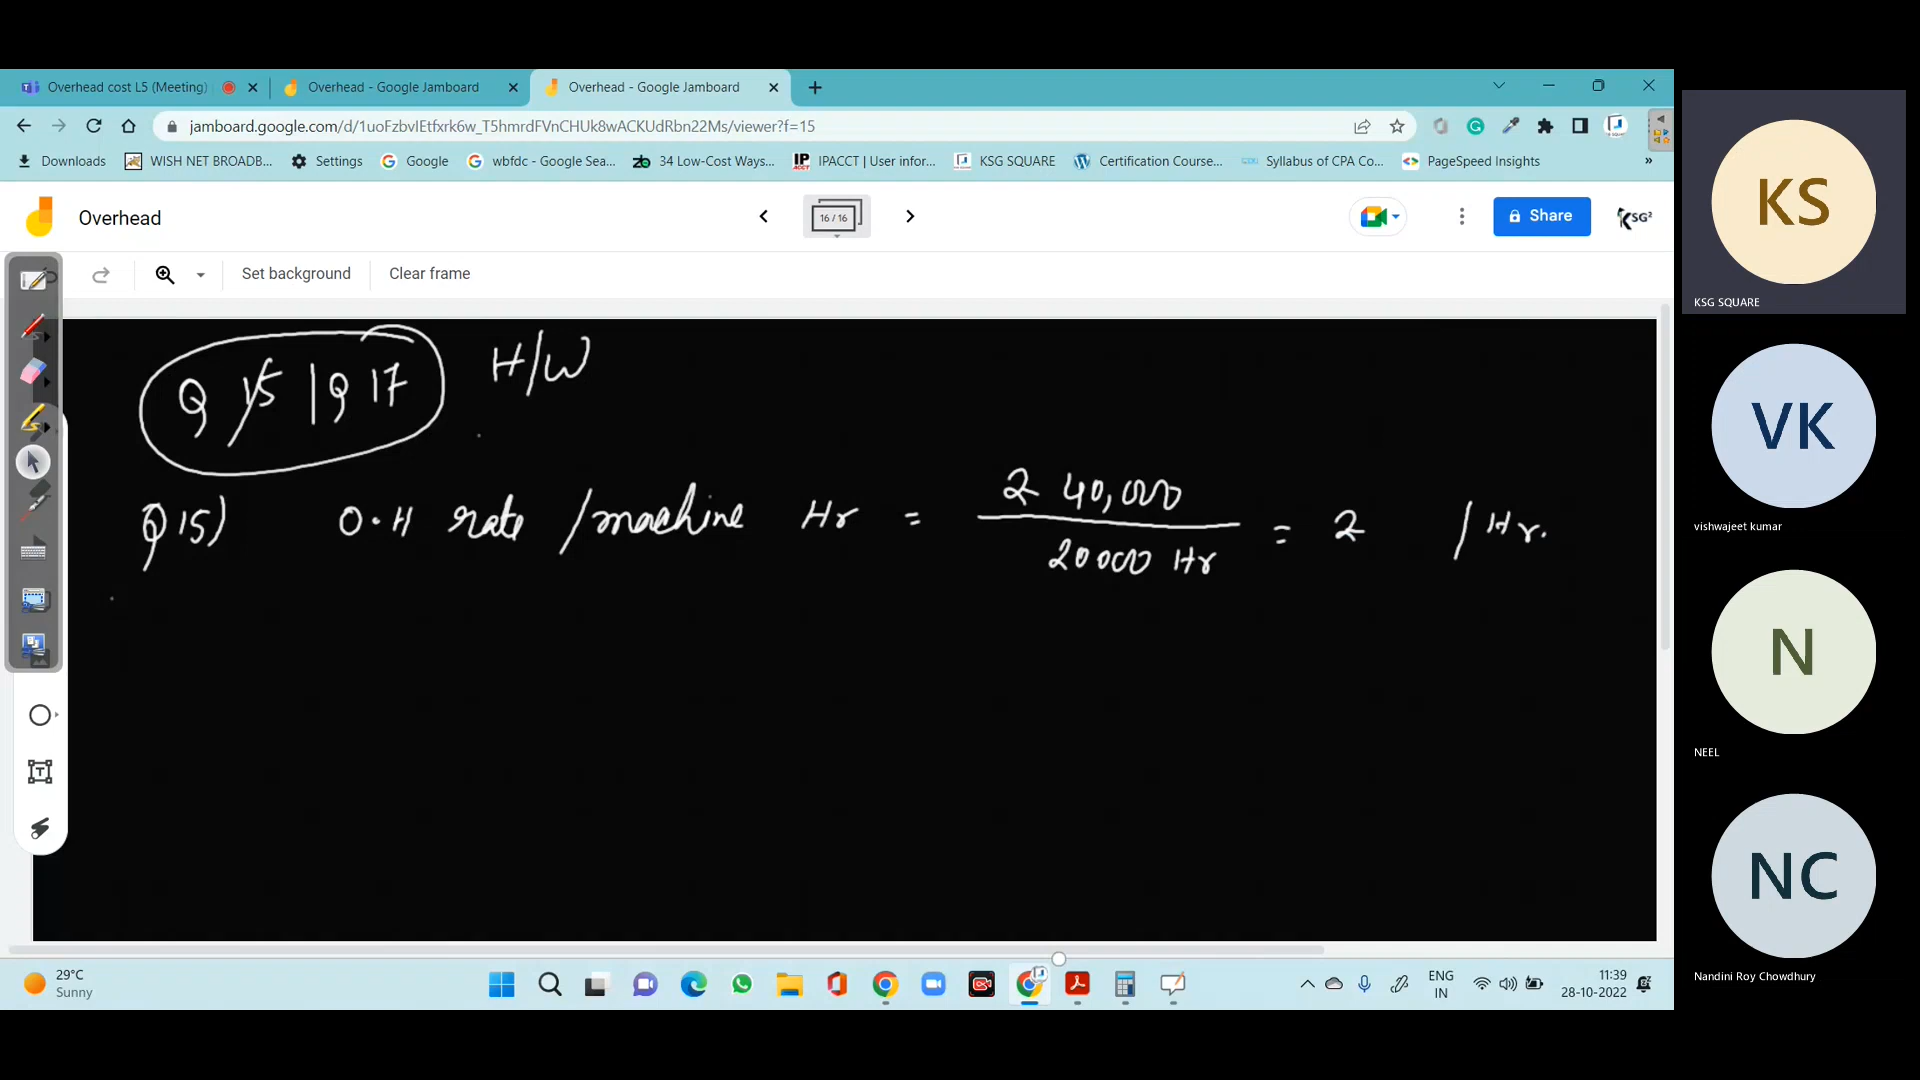 Overhead cost L5 (Meeting)
Overhead - Google Jamboard
Overhead - Google Jamboard
jamboard.google.com/d/1uoFzbvIEtfxrk6w_T5hmrdFVnCHUk8wACKUdRbn22Ms/viewer?f=15
Downloads
WISH NET BROADB...
Settings
Google
wbfdc - Google Sea...
34 Low-Cost Ways...
IPACCT | User infor...
KSG SQUARE
Certification Course...
Syllabus of CPA Co...
PageSpeed Insights
»
Overhead
16 / 16
Share
KSG²
Set background
Clear frame
Q 15 | Q 17 H/W
Q 15) O.H rate /machine Hr = 2 40,000 / 20000 Hr = 2 / Hr.
KS
KSG SQUARE
VK
vishwajeet kumar
N
NEEL
NC
Nandini Roy Chowdhury
29°C
Sunny
ENG
IN
11:39
28-10-2022